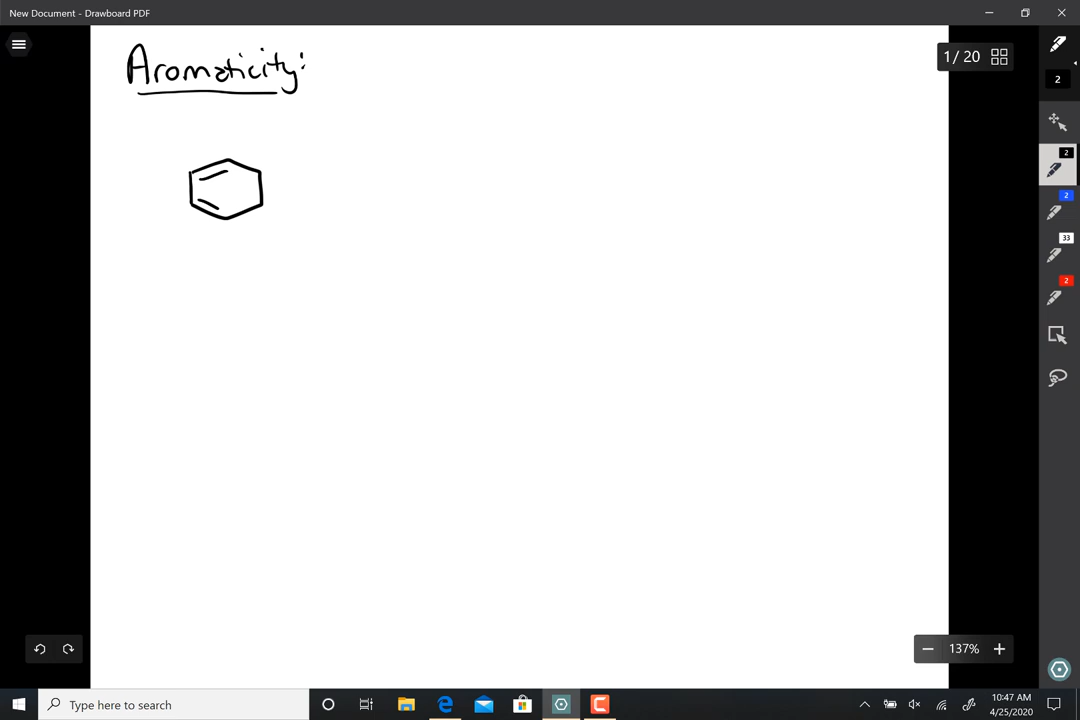 New Document - Drawboard PDF
Aromaticity:
1 / 20
2
2
2
33
2
137%
Type here to search
10:47 AM
4/25/2020